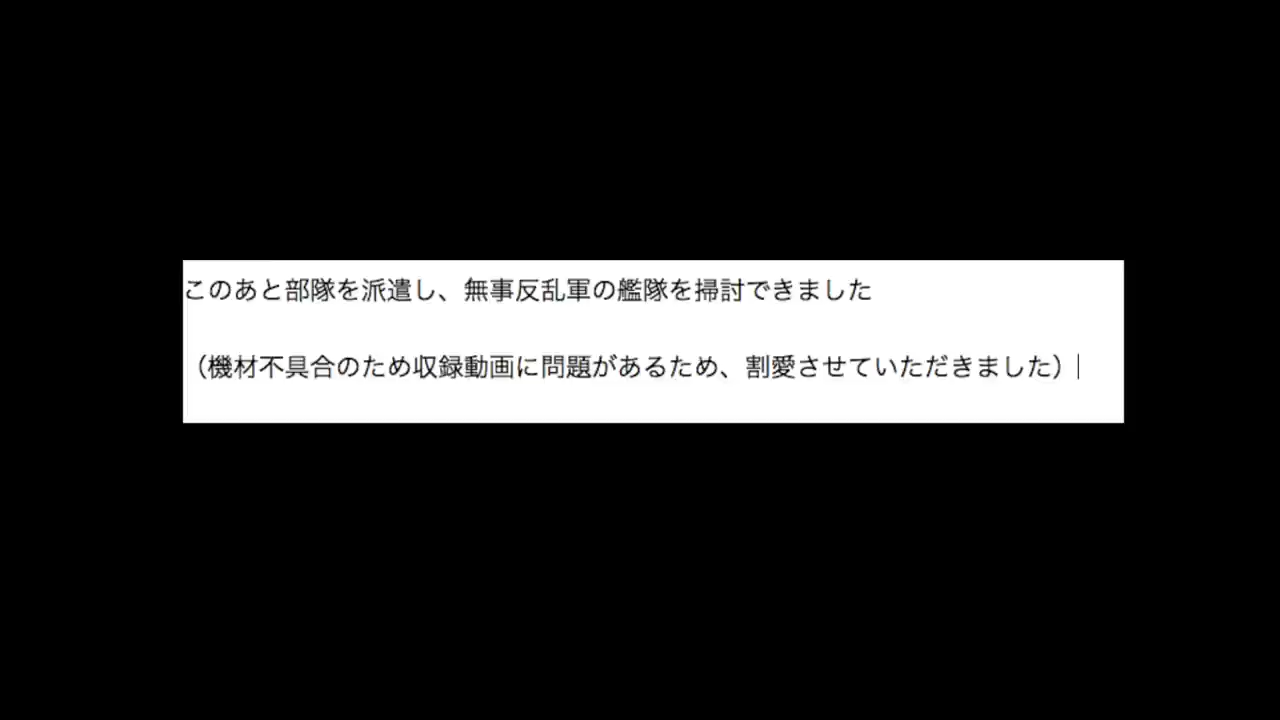 このあと部隊を派遣し、無事反乱軍の艦隊を掃討できました
（機材不具合のため収録動画に問題があるため、割愛させていただきました）